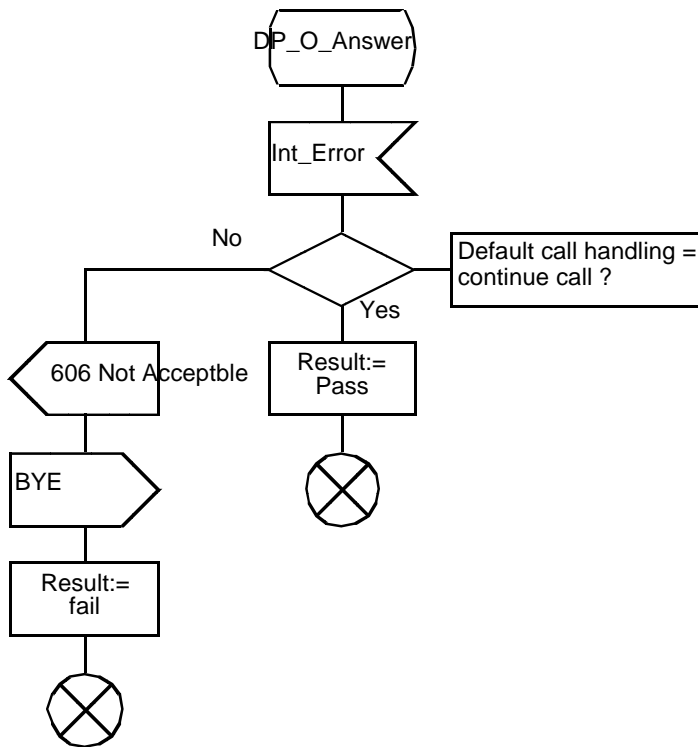 DP_O_Answer
Int_Error
No
Default call handling =
continue call ?
Yes
606 Not Acceptble
Result:=
Pass
BYE
Result:=
fail